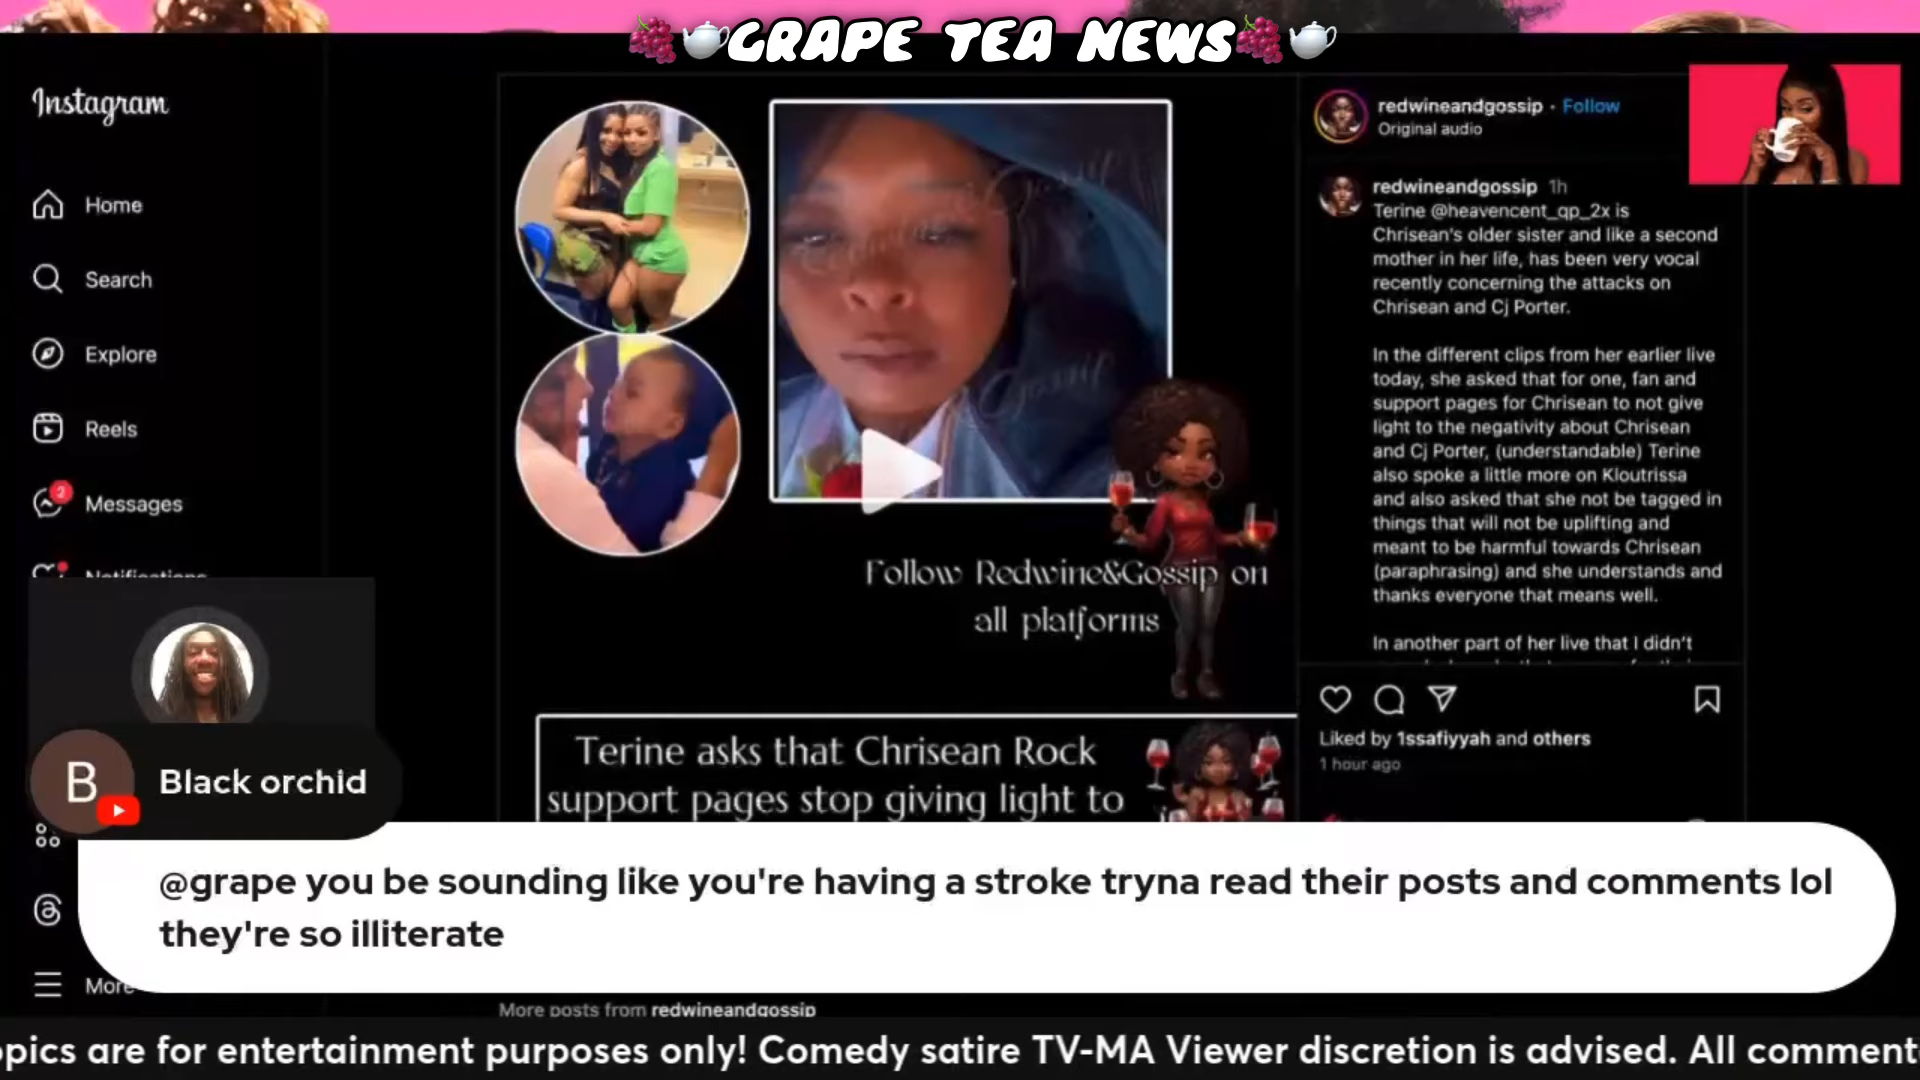 GRAPE TEA NEWS
Instagram
Home
Search
Explore
Reels
2
Messages
Notifications
More
Follow Redwine&Gossip on
all platforms
Terine asks that Chrisean Rock
support pages stop giving light to
redwineandgossip • Follow
Original audio
redwineandgossip 1h
Terine @heavencent_qp_2x is
Chrisean's older sister and like a second
mother in her life, has been very vocal
recently concerning the attacks on
Chrisean and Cj Porter.
In the different clips from her earlier live
today, she asked that for one, fan and
support pages for Chrisean to not give
light to the negativity about Chrisean
and Cj Porter, (understandable) Terine
also spoke a little more on Kloutrissa
and also asked that she not be tagged in
things that will not be uplifting and
meant to be harmful towards Chrisean
(paraphrasing) and she understands and
thanks everyone that means well.
In another part of her live that I didn't
Liked by 1ssafiyyah and others
1 hour ago
B
Black orchid
@grape you be sounding like you're having a stroke tryna read their posts and comments lol
they're so illiterate
More posts from redwineandgossip
opics are for entertainment purposes only! Comedy satire TV-MA Viewer discretion is advised. All comment